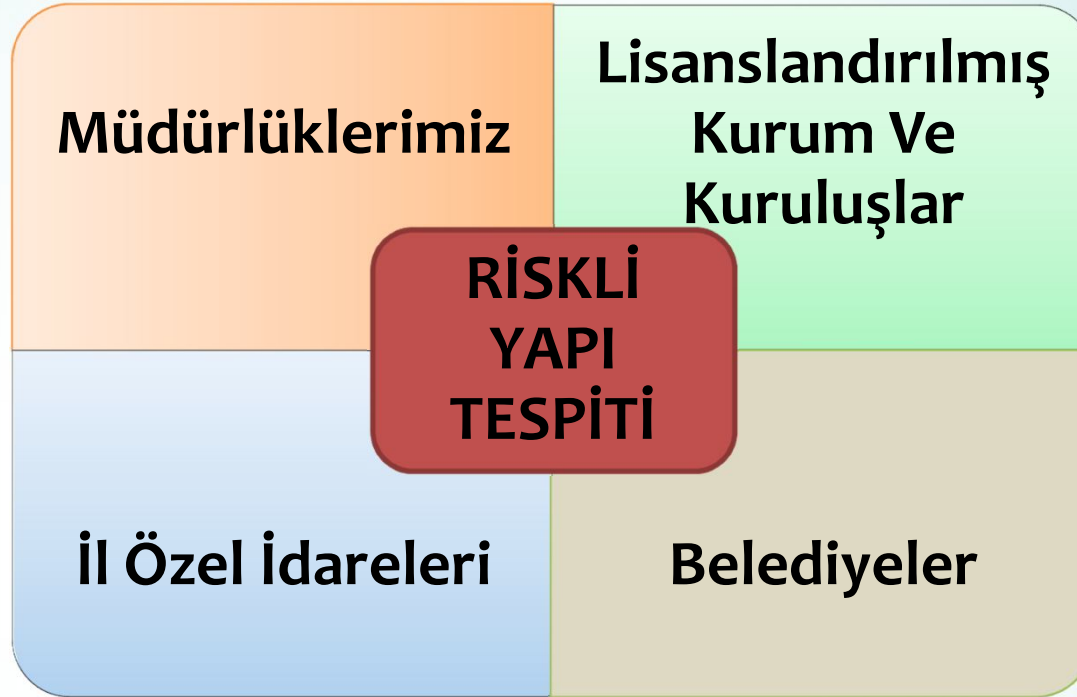 Müdürlüklerimiz
Lisanslandırılmış
Kurum Ve
Kuruluşlar
RİSKLİ
YAPI
TESPİTİ
İl Özel İdareleri
Belediyeler